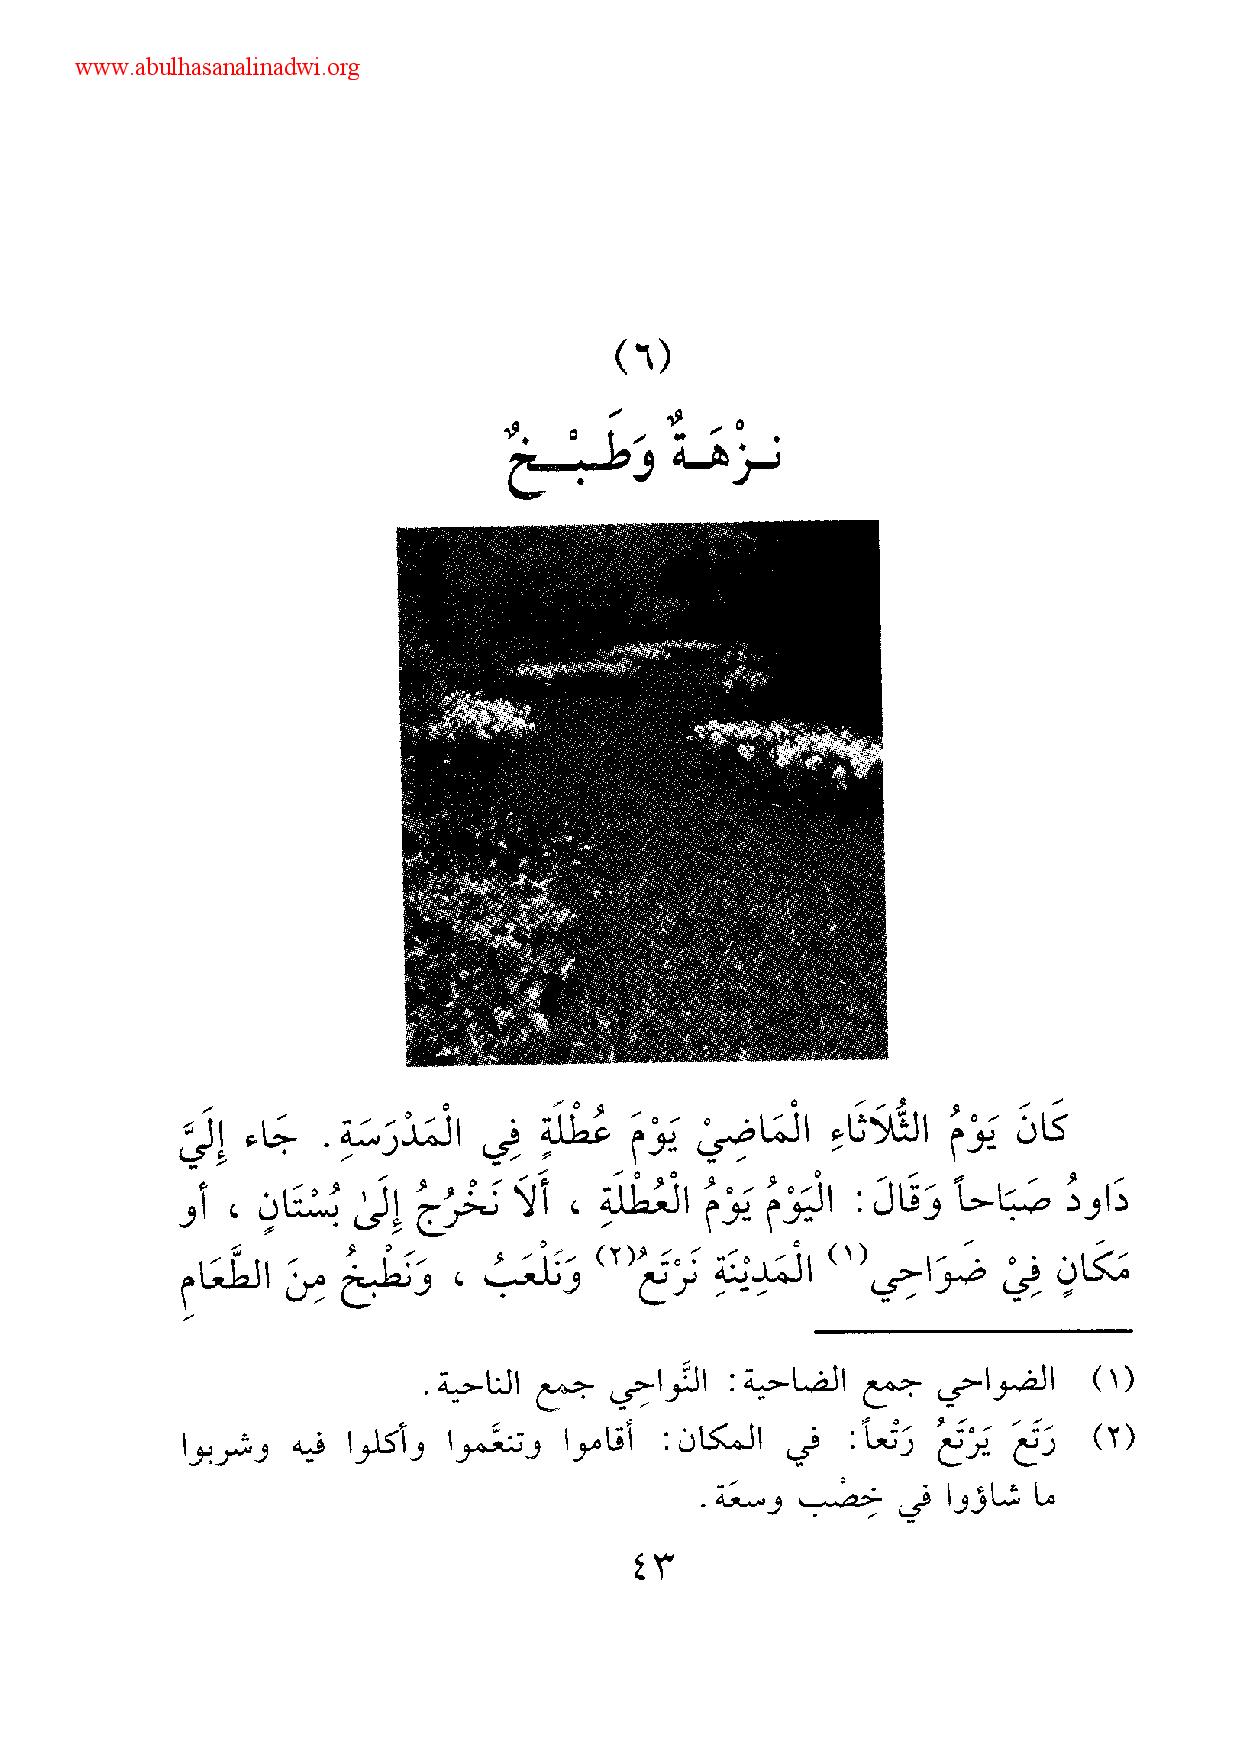 www.abulhasanalinadwi.org
(٦)
نـزْهَـةٌ وَطَـبْـخٌ
كَانَ يَوْمُ الثُّلَاثَاءِ الْمَاضِيْ يَوْمَ عُطْلَةٍ فِي الْمَدْرَسَةِ. جَاء إِلَيَّ
دَاودُ صَبَاحاً وَقَالَ: الْيَوْمُ يَوْمُ الْعُطْلَةِ ، أَلَا نَخْرُجُ إِلَىٰ بُسْتَانٍ ، أو
مَكَانٍ فِيْ ضَوَاحِي(١) الْمَدِيْنَةِ نَرْتَعُ(٢) وَنَلْعَبُ ، وَنَطْبخُ مِنَ الطَّعَامِ
(١) الضواحي جمع الضاحية: النَّواحِي جمع الناحية.
(٢) رَتَعَ يَرْتَعُ رَتْعاً: في المكان: أقاموا وتنعَّموا وأكلوا فيه وشربوا
ما شاؤوا في خِصْب وسعَة.
٤٣